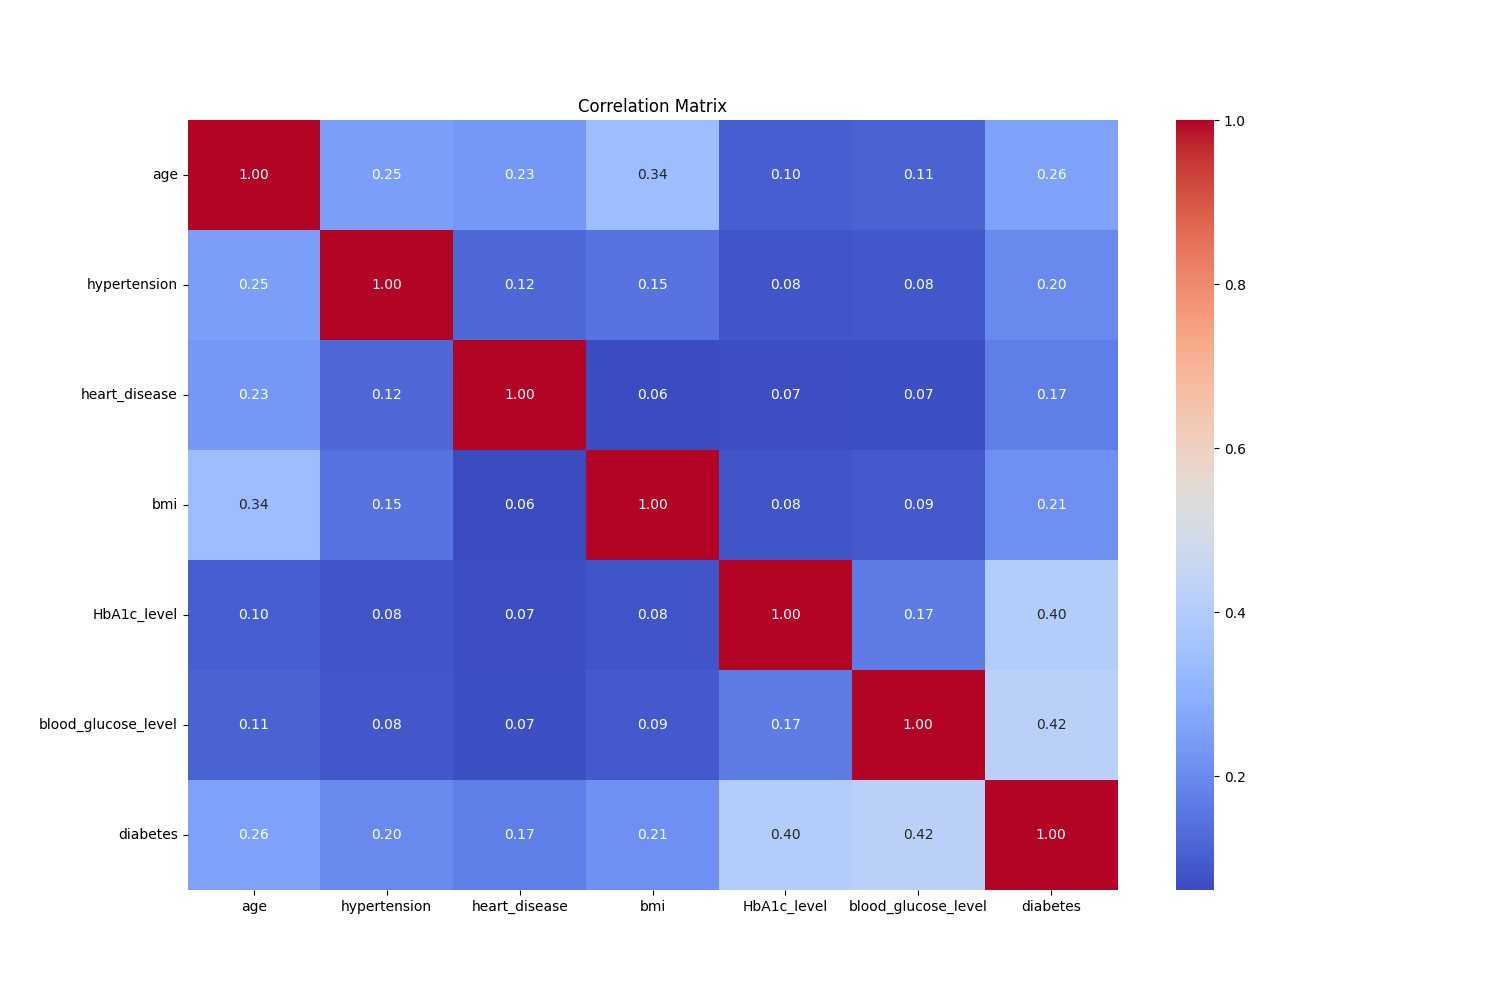 Correlation Matrix
age 1.00 0.25 0.23 0.34 0.10 0.11 0.26
hypertension 0.25 1.00 0.12 0.15 0.08 0.08 0.20
heart_disease 0.23 0.12 1.00 0.06 0.07 0.07 0.17
bmi 0.34 0.15 0.06 1.00 0.08 0.09 0.21
HbA1c_level 0.10 0.08 0.07 0.08 1.00 0.17 0.40
blood_glucose_level 0.11 0.08 0.07 0.09 0.17 1.00 0.42
diabetes 0.26 0.20 0.17 0.21 0.40 0.42 1.00
age hypertension heart_disease bmi HbA1c_level blood_glucose_level diabetes
1.0
0.8
0.6
0.4
0.2